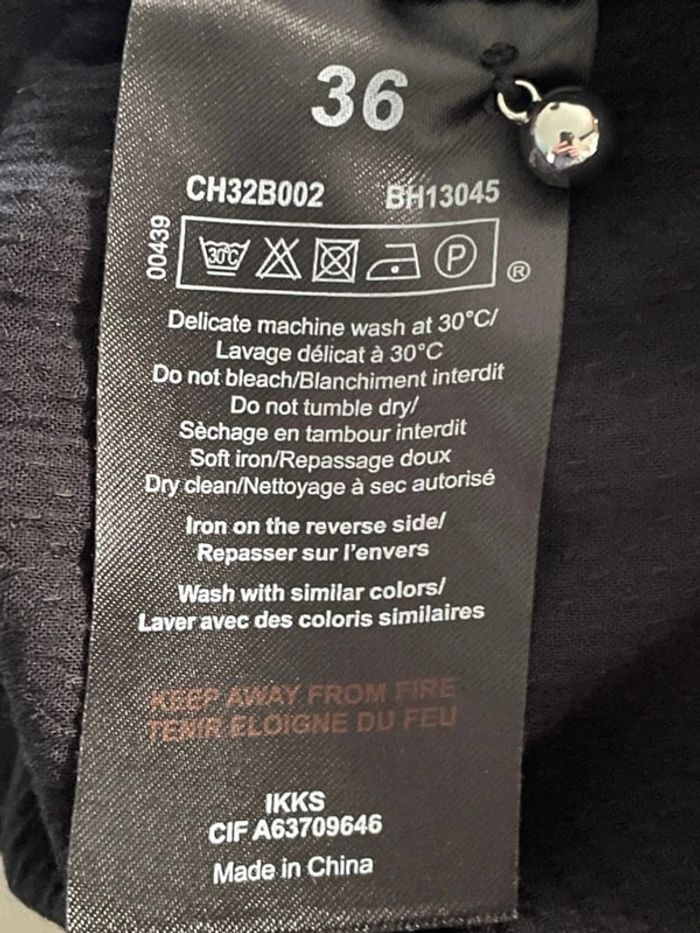 36
CH32B002 BH13045
00439
30°C P ®
Delicate machine wash at 30°C/
Lavage délicat à 30°C
Do not bleach/Blanchiment interdit
Do not tumble dry/
Sèchage en tambour interdit
Soft iron/Repassage doux
Dry clean/Nettoyage à sec autorisé
Iron on the reverse side/
Repasser sur l'envers
Wash with similar colors/
Laver avec des coloris similaires
KEEP AWAY FROM FIRE
TENIR ELOIGNE DU FEU
IKKS
CIF A63709646
Made in China